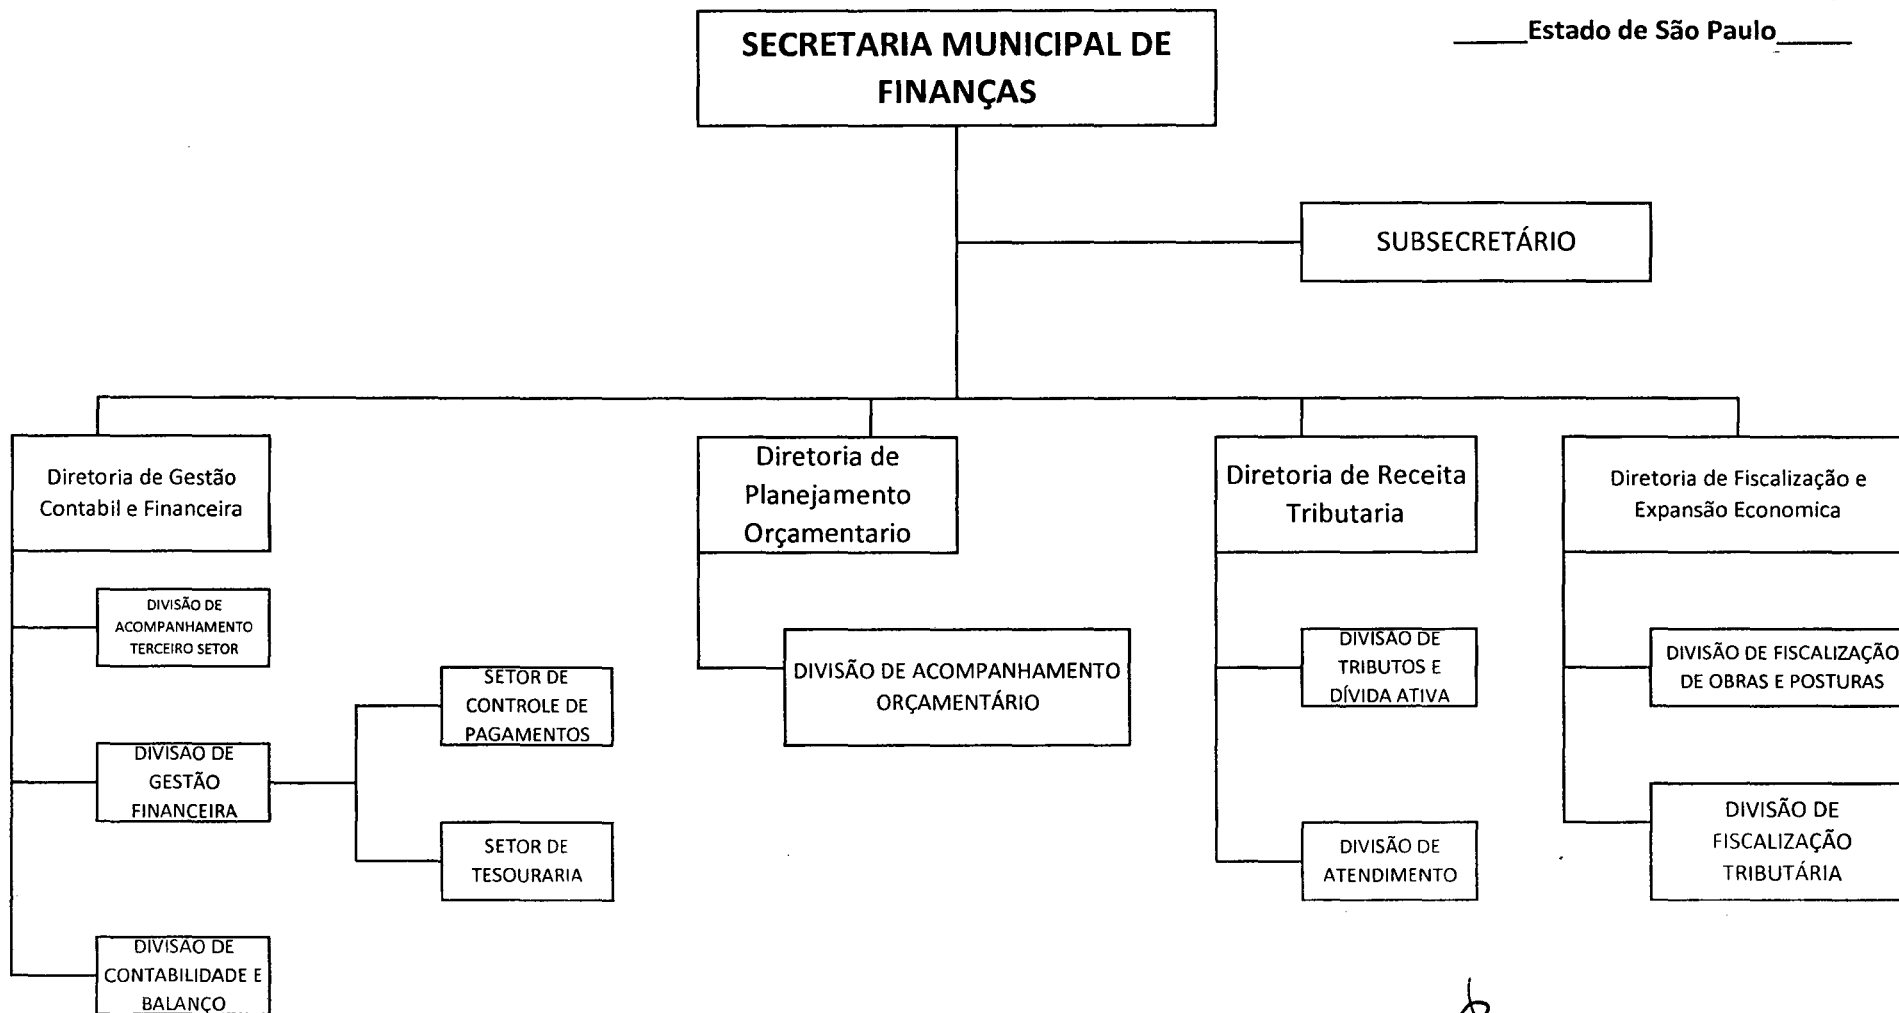 _____Estado de São Paulo_____
SECRETARIA MUNICIPAL DE
FINANÇAS
SUBSECRETÁRIO
Diretoria de Gestão
Contabil e Financeira
DIVISÃO DE
ACOMPANHAMENTO
TERCEIRO SETOR
DIVISÃO DE
GESTÃO
FINANCEIRA
SETOR DE
CONTROLE DE
PAGAMENTOS
SETOR DE
TESOURARIA
DIVISÃO DE
CONTABILIDADE E
BALANÇO
Diretoria de
Planejamento
Orçamentario
DIVISÃO DE ACOMPANHAMENTO
ORÇAMENTÁRIO
Diretoria de Receita
Tributaria
DIVISÃO DE
TRIBUTOS E
DÍVIDA ATIVA
DIVISÃO DE
ATENDIMENTO
Diretoria de Fiscalização e
Expansão Economica
DIVISÃO DE FISCALIZAÇÃO
DE OBRAS E POSTURAS
DIVISÃO DE
FISCALIZAÇÃO
TRIBUTÁRIA